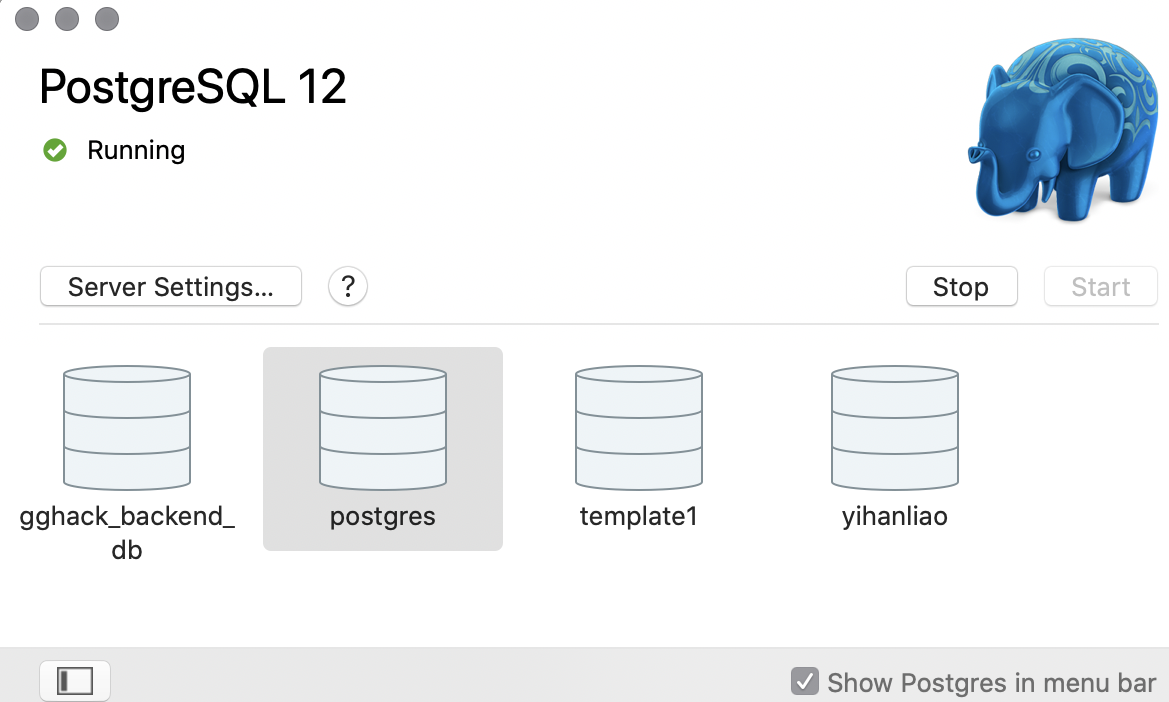 PostgreSQL 12
Running
Server Settings...
?
Stop
Start
gghack_backend_
db
postgres
template1
yihanliao
Show Postgres in menu bar